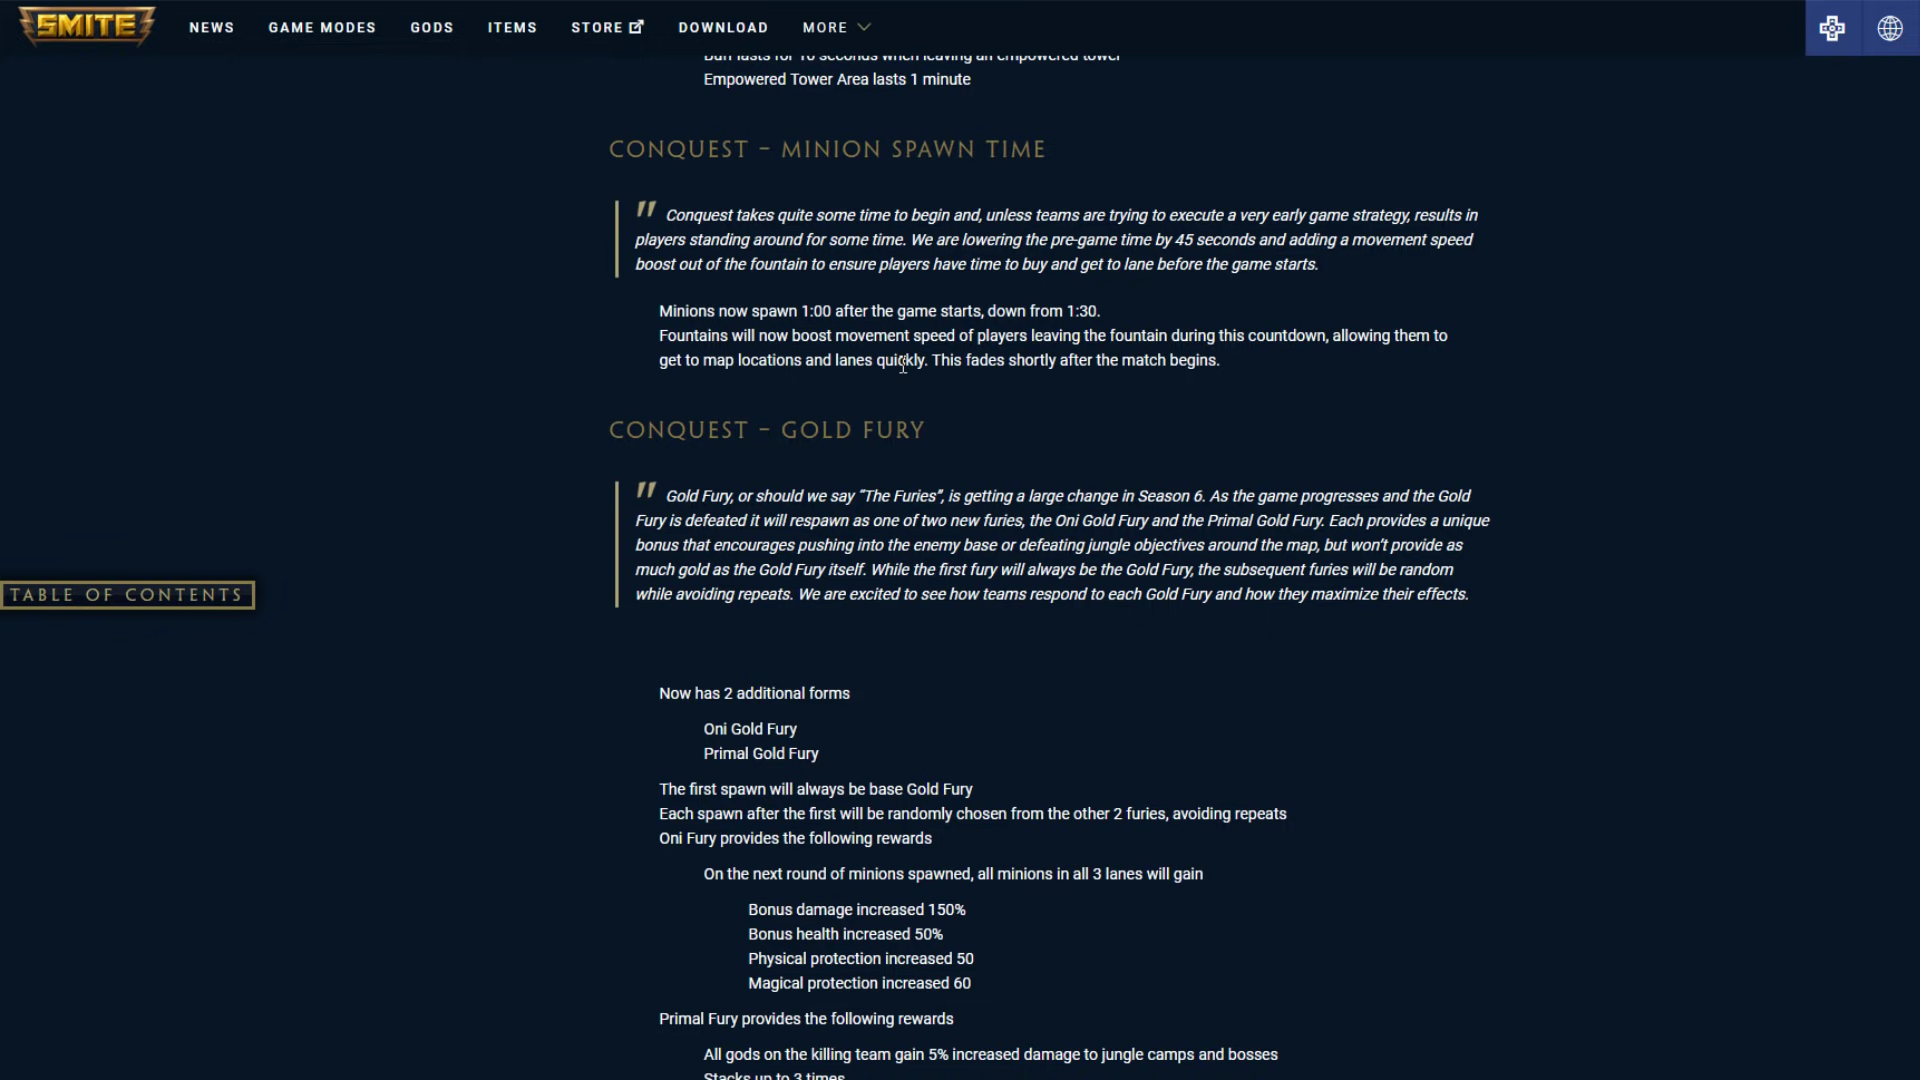 SMITE
NEWS
GAME MODES
GODS
ITEMS
STORE
DOWNLOAD
MORE
Buff lasts for 10 seconds when leaving an empowered tower
Empowered Tower Area lasts 1 minute
CONQUEST – MINION SPAWN TIME
" Conquest takes quite some time to begin and, unless teams are trying to execute a very early game strategy, results in
players standing around for some time. We are lowering the pre-game time by 45 seconds and adding a movement speed
boost out of the fountain to ensure players have time to buy and get to lane before the game starts.
Minions now spawn 1:00 after the game starts, down from 1:30.
Fountains will now boost movement speed of players leaving the fountain during this countdown, allowing them to
get to map locations and lanes quickly. This fades shortly after the match begins.
CONQUEST – GOLD FURY
" Gold Fury, or should we say “The Furies”, is getting a large change in Season 6. As the game progresses and the Gold
Fury is defeated it will respawn as one of two new furies, the Oni Gold Fury and the Primal Gold Fury. Each provides a unique
bonus that encourages pushing into the enemy base or defeating jungle objectives around the map, but won’t provide as
much gold as the Gold Fury itself. While the first fury will always be the Gold Fury, the subsequent furies will be random
while avoiding repeats. We are excited to see how teams respond to each Gold Fury and how they maximize their effects.
TABLE OF CONTENTS
Now has 2 additional forms
Oni Gold Fury
Primal Gold Fury
The first spawn will always be base Gold Fury
Each spawn after the first will be randomly chosen from the other 2 furies, avoiding repeats
Oni Fury provides the following rewards
On the next round of minions spawned, all minions in all 3 lanes will gain
Bonus damage increased 150%
Bonus health increased 50%
Physical protection increased 50
Magical protection increased 60
Primal Fury provides the following rewards
All gods on the killing team gain 5% increased damage to jungle camps and bosses
Stacks up to 3 times